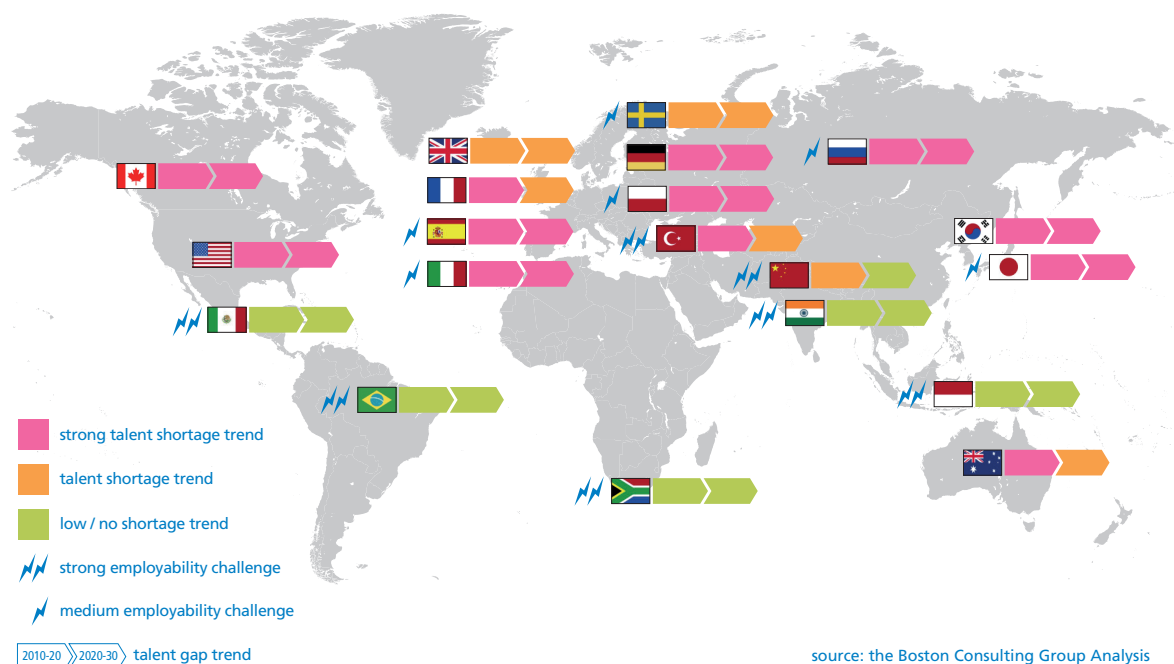 strong talent shortage trend
talent shortage trend
low / no shortage trend
strong employability challenge
medium employability challenge
2010-20 2020-30 talent gap trend
source: the Boston Consulting Group Analysis